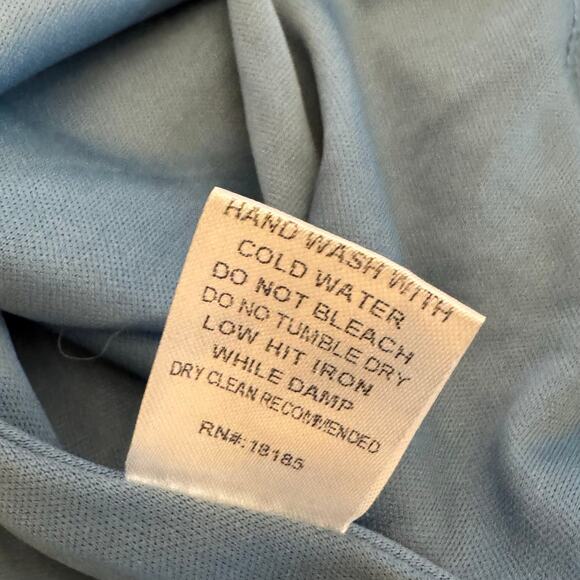 HAND WASH WITH
COLD WATER
DO NOT BLEACH
DO NO TUMBLE DRY
LOW HIT IRON
WHILE DAMP
DRY CLEAN RECOMMENDED
RN#:18185